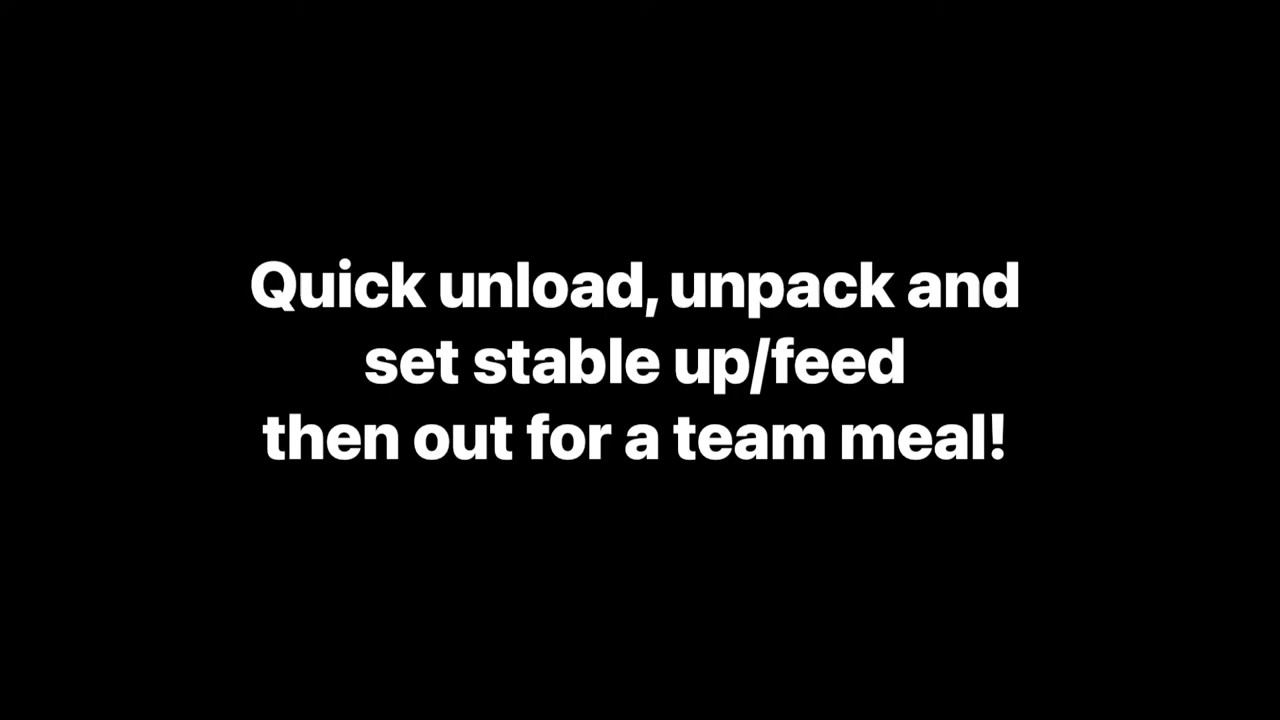 Quick unload, unpack and
set stable up/feed
then out for a team meal!